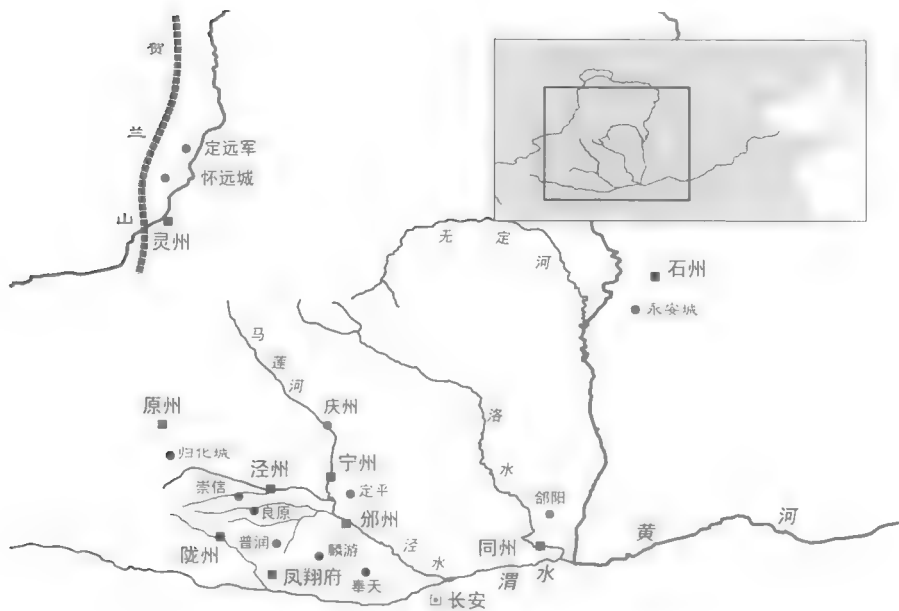 贺兰山
定远军
怀远城
灵州
无定河
石州
永安城
马莲河
原州
庆州
归化城
洛水
泾州
宁州
崇信
定平
良原
邠州
郃阳
黄河
陇州
普润
麟游
泾水
同州
凤翔府
奉天
渭水
长安